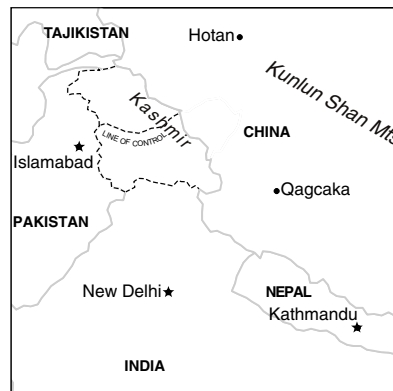 TAJIKISTAN
Hotan
Kunlun Shan Mts
Kashmir
LINE OF CONTROL
CHINA
Islamabad
Qagcaka
PAKISTAN
New Delhi
NEPAL
Kathmandu
INDIA